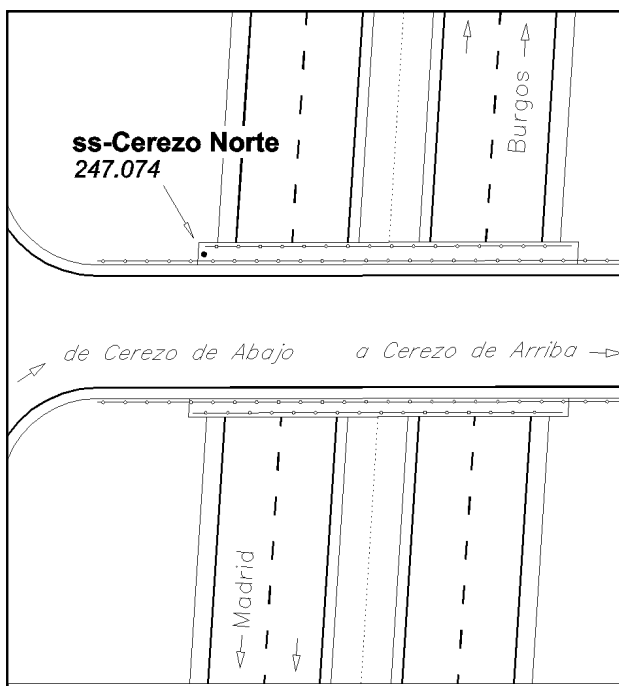 Burgos
ss-Cerezo Norte
247.074
de Cerezo de Abajo
a Cerezo de Arriba
Madrid